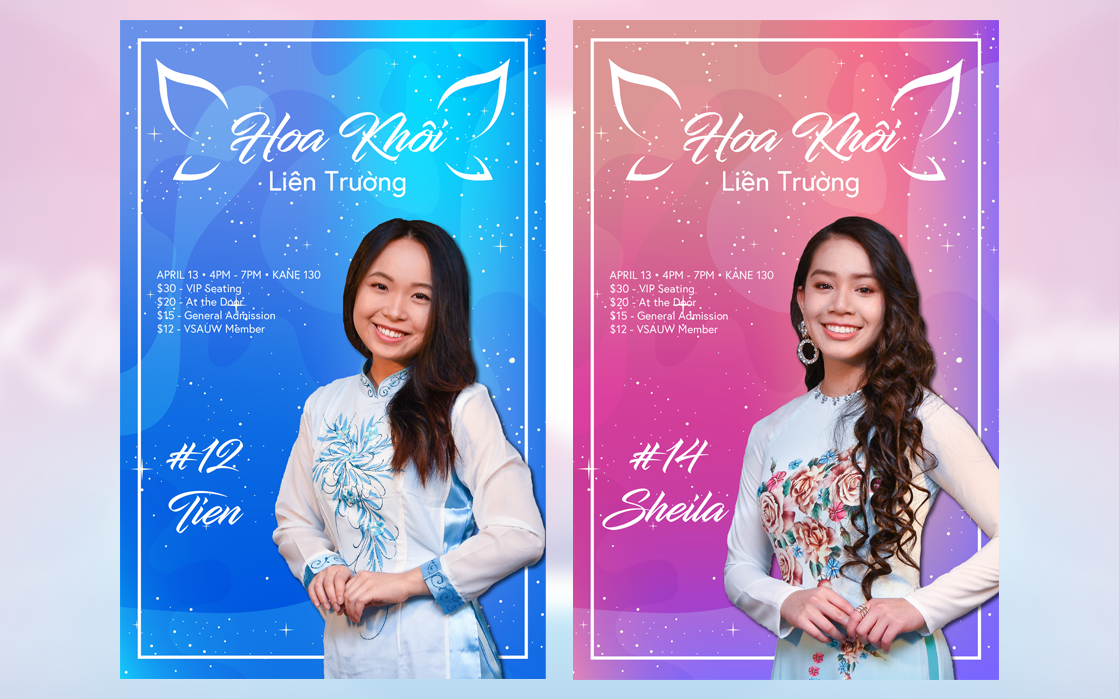 Hoa Khôi
Liên Trường
APRIL 13 • 4PM - 7PM • KANE 130
$30 - VIP Seating
$20 - At the Door
$15 - General Admission
$12 - VSAUW Member
#12
Tien
Hoa Khôi
Liên Trường
APRIL 13 • 4PM - 7PM • KANE 130
$30 - VIP Seating
$20 - At the Door
$15 - General Admission
$12 - VSAUW Member
#14
Sheila